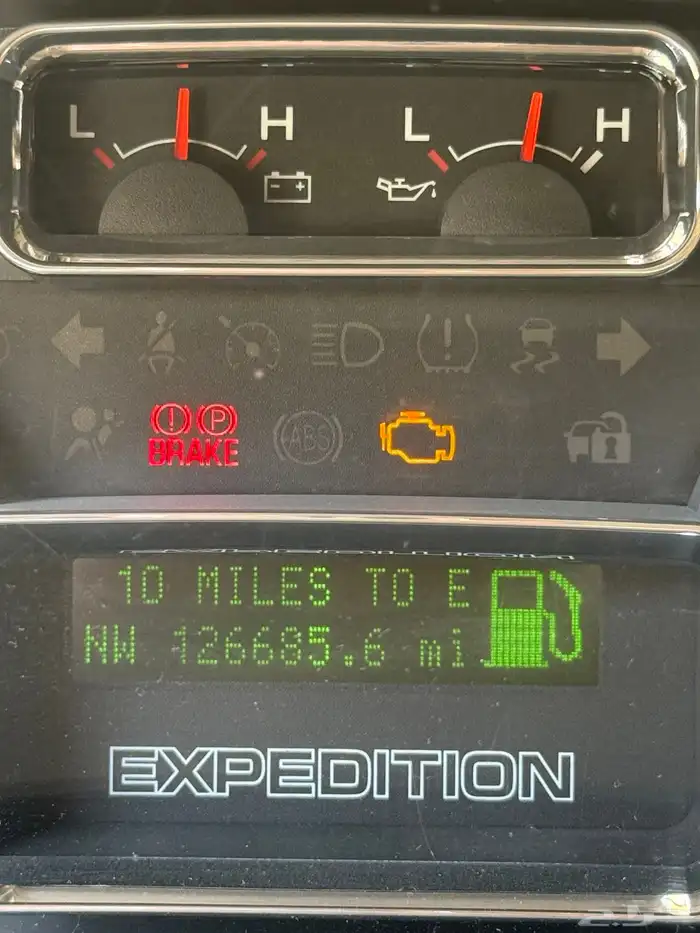 L H L H
(!) (P)
BRAKE ABS
10 MILES TO E
NW 126685.6 mi
EXPEDITION